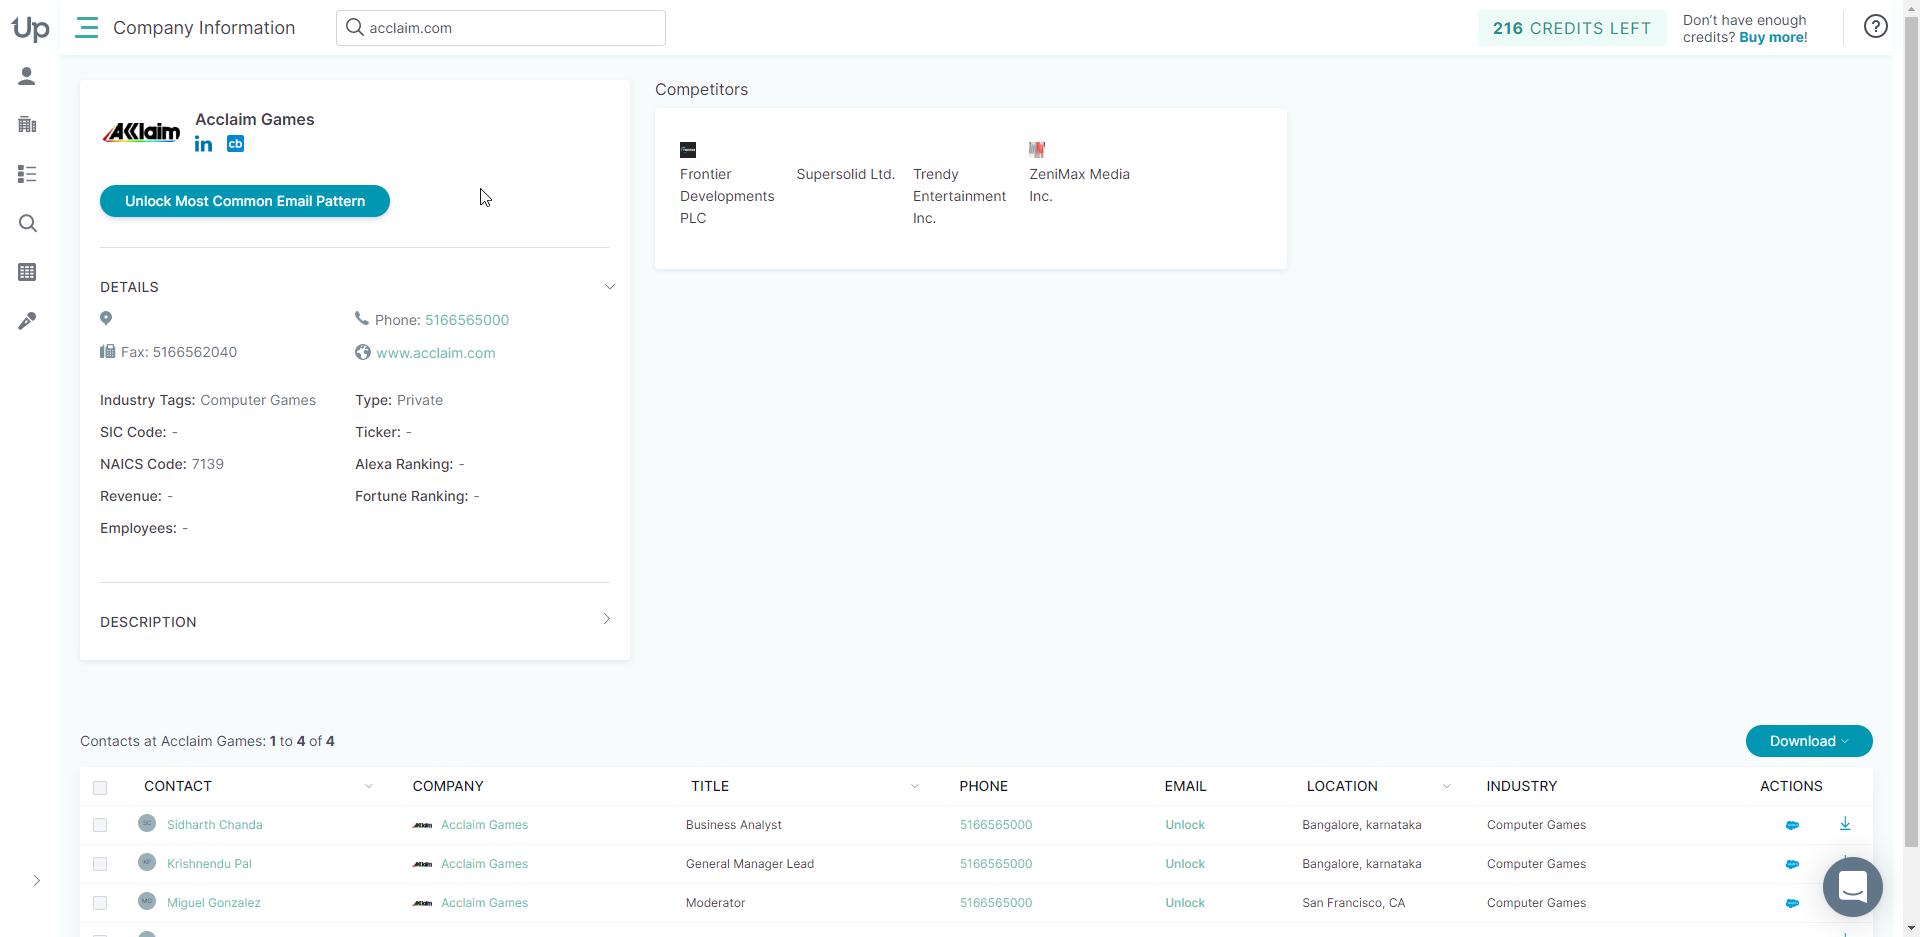 Up
Company Information
acclaim.com
216 CREDITS LEFT
Don't have enough
credits? Buy more!
?
Acclaim
Acclaim Games
in cb
Unlock Most Common Email Pattern
Competitors
Frontier
Developments
PLC
Supersolid Ltd.
Trendy
Entertainment
Inc.
ZeniMax Media
Inc.
DETAILS
Phone: 5166565000
Fax: 5166562040
www.acclaim.com
Industry Tags: Computer Games
Type: Private
SIC Code: -
Ticker: -
NAICS Code: 7139
Alexa Ranking: -
Revenue: -
Fortune Ranking: -
Employees: -
DESCRIPTION
Contacts at Acclaim Games: 1 to 4 of 4
Download
CONTACT COMPANY TITLE PHONE EMAIL LOCATION INDUSTRY ACTIONS
SC Sidharth Chanda Acclaim Games Business Analyst 5166565000 Unlock Bangalore, karnataka Computer Games
KP Krishnendu Pal Acclaim Games General Manager Lead 5166565000 Unlock Bangalore, karnataka Computer Games
MG Miguel Gonzalez Acclaim Games Moderator 5166565000 Unlock San Francisco, CA Computer Games